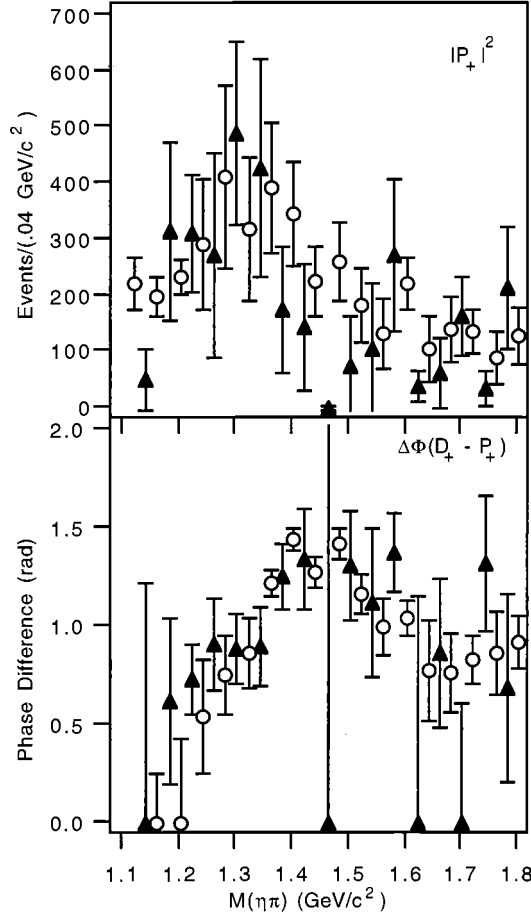 700
|P₊|²
600
500
400
300
200
100
0
Events/(.04 GeV/c²)
2.0
ΔΦ(D₊ - P₊)
1.5
1.0
0.5
0.0
Phase Difference (rad)
1.1 1.2 1.3 1.4 1.5 1.6 1.7 1.8
M(ηπ) (GeV/c²)